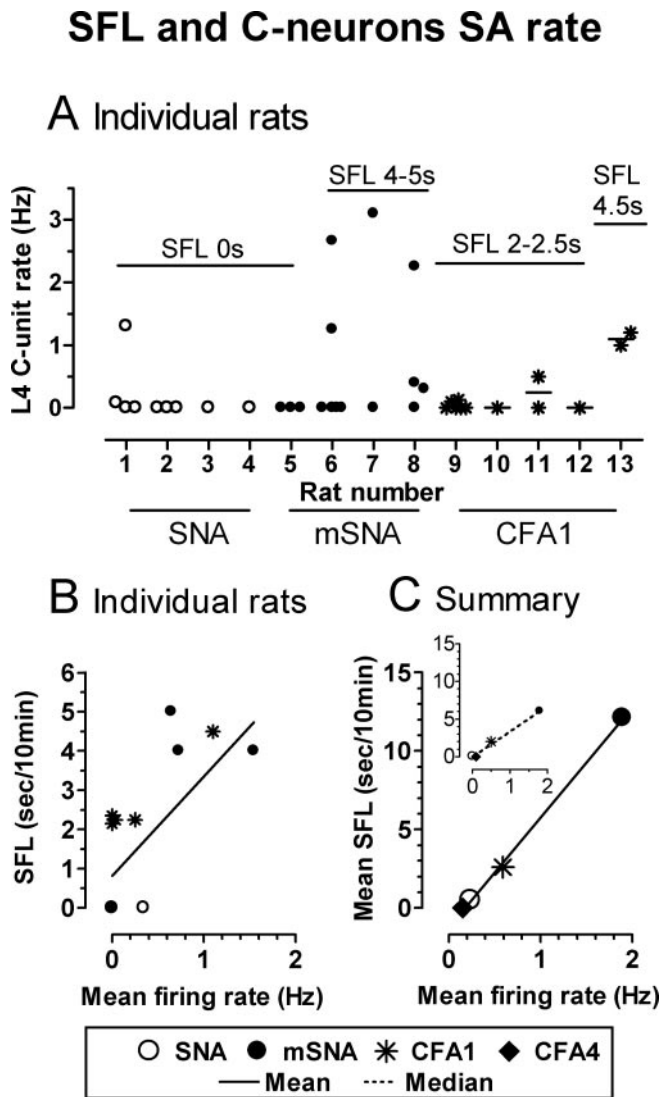 SFL and C-neurons SA rate
A Individual rats
L4 C-unit rate (Hz)
3
2
1
0
SFL 0s
SFL 4-5s
SFL 2-2.5s
SFL
4.5s
1 2 3 4 5 6 7 8 9 10 11 12 13
Rat number
SNA mSNA CFA1
B Individual rats
SFL (sec/10min)
6
5
4
3
2
1
0
0 1 2
Mean firing rate (Hz)
C Summary
Mean SFL (sec/10min)
15
10
5
0
15
10
5
0
0 1 2
0 1 2
Mean firing rate (Hz)
SNA mSNA CFA1 CFA4
Mean Median